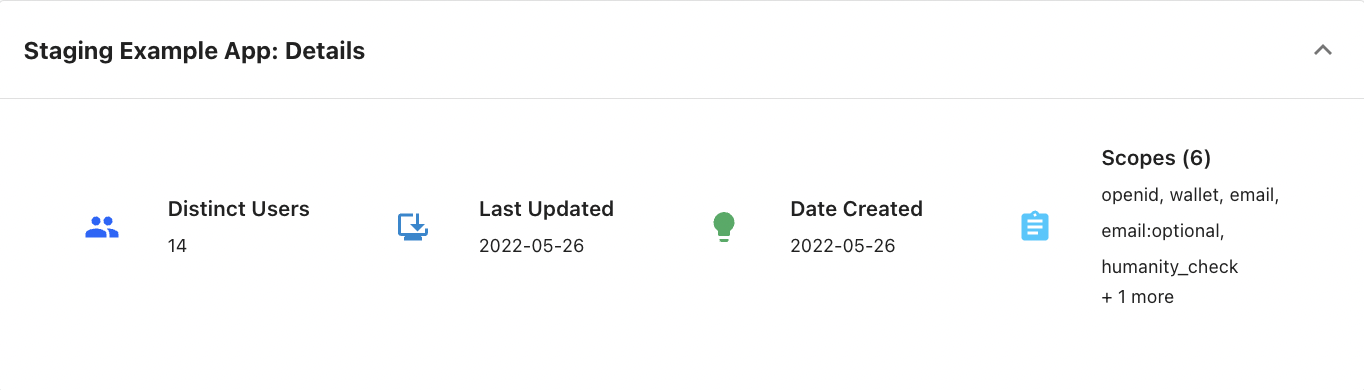 Staging Example App: Details
Distinct Users
14
Last Updated
2022-05-26
Date Created
2022-05-26
Scopes (6)
openid, wallet, email,
email:optional,
humanity_check
+ 1 more